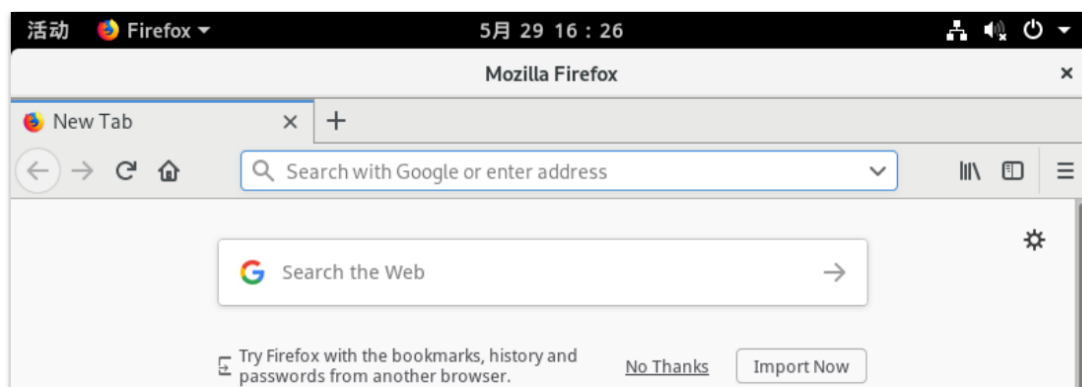 活动 Firefox 5月 29 16：26
Mozilla Firefox
New Tab
Search with Google or enter address
Search the Web
Try Firefox with the bookmarks, history and
passwords from another browser.
No Thanks
Import Now